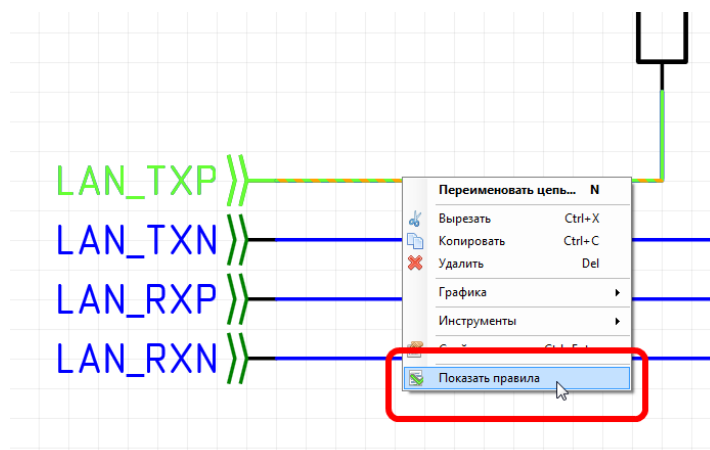 LAN_TXP
LAN_TXN
LAN_RXP
LAN_RXN
Переименовать цепь... N
Вырезать Ctrl+X
Копировать Ctrl+C
Удалить Del
Графика
Инструменты
Показать правила